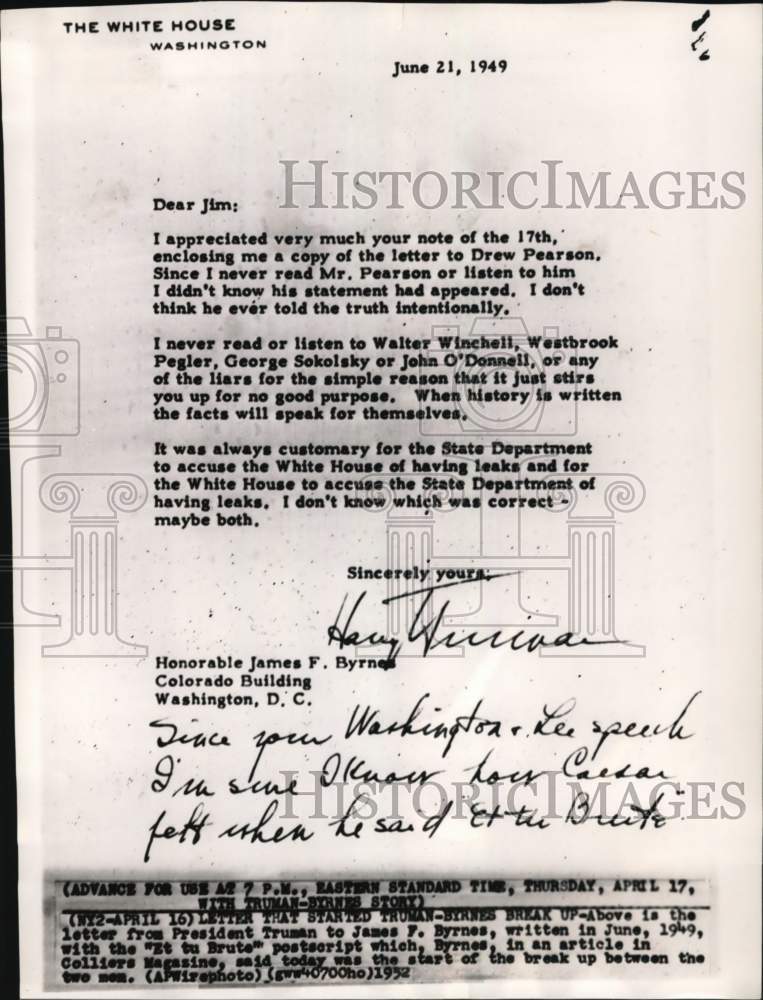 THE WHITE HOUSE
WASHINGTON
June 21, 1949
HISTORICIMAGES
Dear Jim:
I appreciated very much your note of the 17th,
enclosing me a copy of the letter to Drew Pearson.
Since I never read Mr. Pearson or listen to him
I didn't know his statement had appeared. I don't
think he ever told the truth intentionally.
I never read or listen to Walter Winchell, Westbrook
Pegler, George Sokolsky or John O'Donnell, or any
of the liars for the simple reason that it just stirs
you up for no good purpose. When history is written
the facts will speak for themselves.
It was always customary for the State Department
to accuse the White House of having leaks and for
the White House to accuse the State Department of
having leaks. I don't know which was correct -
maybe both.
Sincerely yours,
Harry Truman
Honorable James F. Byrnes
Colorado Building
Washington, D. C.
Since your Washington & Lee speech
I'm sure I know how Caesar
HISTORICIMAGES
felt when he said "Et tu Brute"
(ADVANCE FOR USE AT 7 P.M., EASTERN STANDARD TIME, THURSDAY, APRIL 17,
WITH TRUMAN-BYRNES STORY)
(NY2-APRIL 16) LETTER THAT STARTED TRUMAN-BYRNES BREAK UP-Above is the
letter from President Truman to James F. Byrnes, written in June, 1949,
with the "Et tu Brute" postscript which, Byrnes, in an article in
Colliers Magazine, said today was the start of the break up between the
two men. (APWirephoto)(gww40700ho)1952